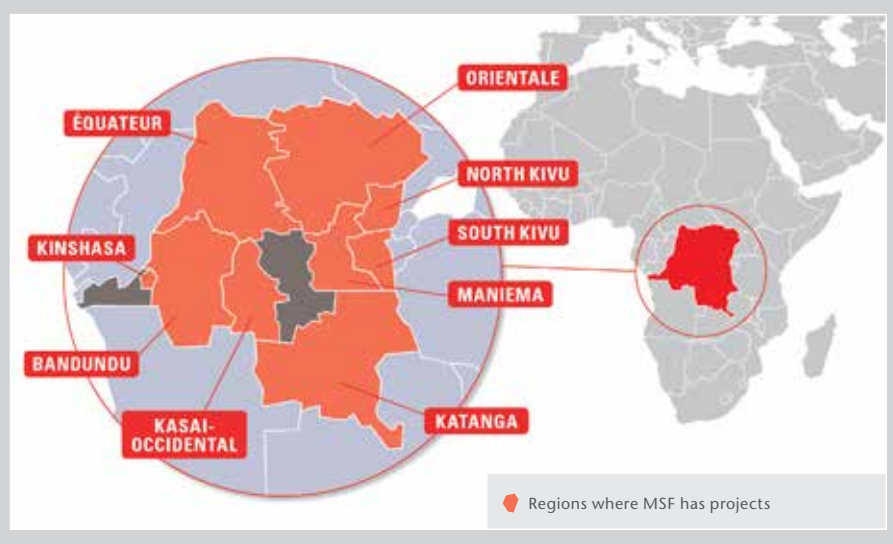 ORIENTALE
ÉQUATEUR
NORTH KIVU
SOUTH KIVU
KINSHASA
MANIEMA
BANDUNDU
KASAI-
OCCIDENTAL
KATANGA
Regions where MSF has projects